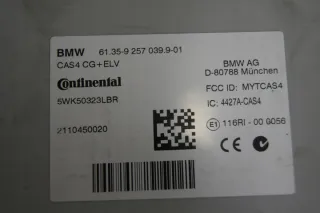 BMW 61.35-9 257 039.9-01
CAS4 CG+ELV
Continental
5WK50323LBR
2110450020
BMW AG
D-80788 München
FCC ID: MYTCAS4
IC: 4427A-CAS4
E1 116RI - 00 0056